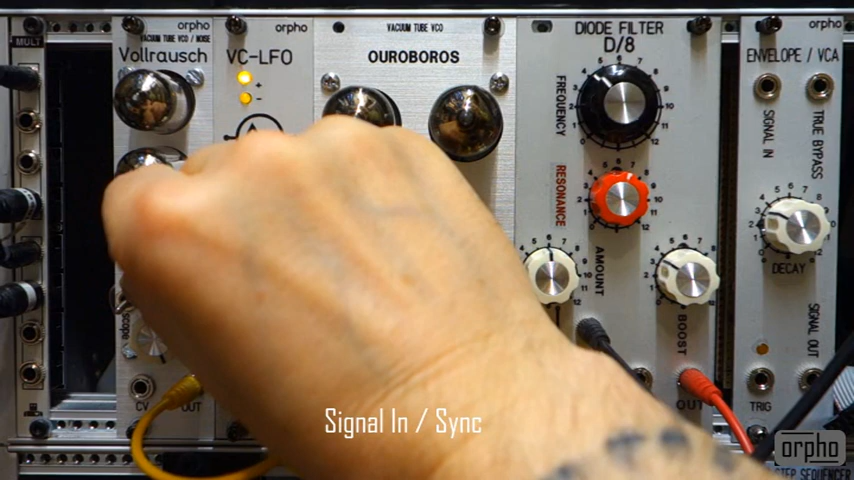 MULT
orpho
VACUUM TUBE VCO / NOISE
Vollrausch
scope
CV
OUT
orpho
VC-LFO
+
-
VACUUM TUBE VCO
OUROBOROS
DIODE FILTER
D/8
FREQUENCY
RESONANCE
AMOUNT
BOOST
OUT
orpho
ENVELOPE / VCA
SIGNAL IN
TRUE BYPASS
DECAY
SIGNAL OUT
TRIG
Signal In / Sync
orpho
STEP SEQUENCER